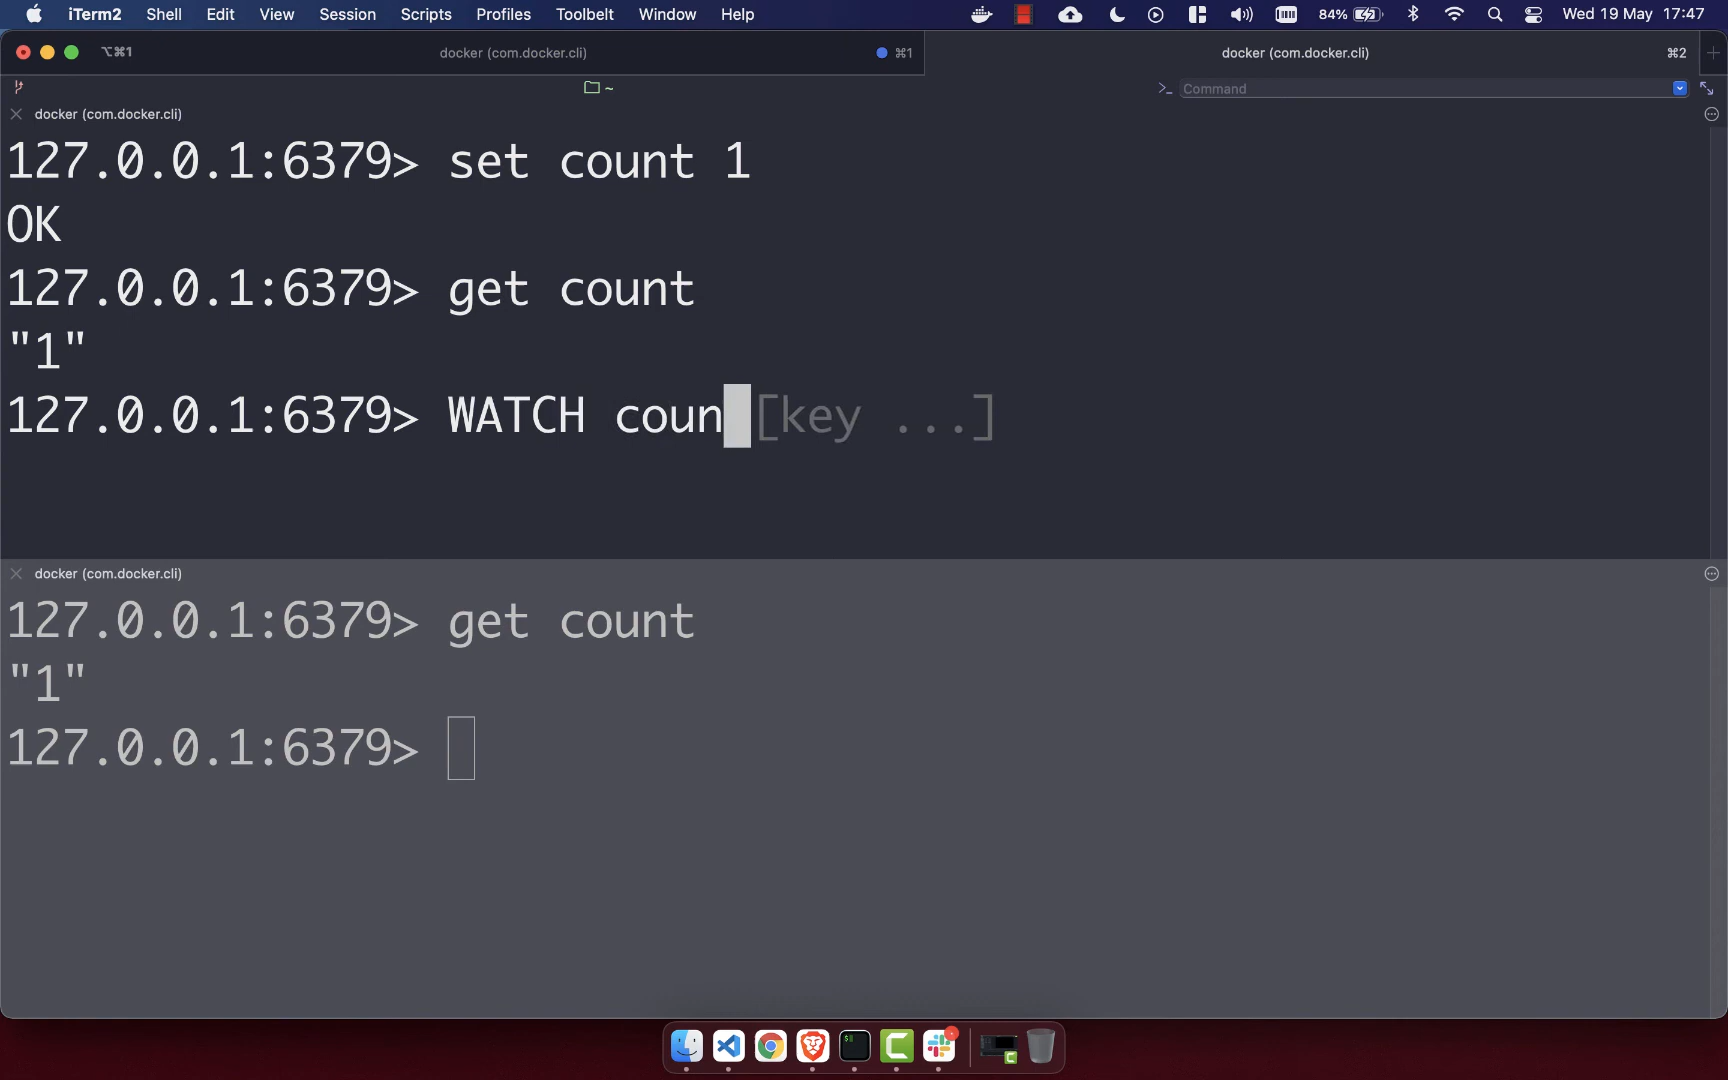 iTerm2 Shell Edit View Session Scripts Profiles Toolbelt Window Help 84% Wed 19 May 17:47
⌥⌘1 docker (com.docker.cli) ⌘1 docker (com.docker.cli) ⌘2
~ >_ Command
docker (com.docker.cli)
127.0.0.1:6379> set count 1
OK
127.0.0.1:6379> get count
"1"
127.0.0.1:6379> WATCH coun [key ...]
docker (com.docker.cli)
127.0.0.1:6379> get count
"1"
127.0.0.1:6379>